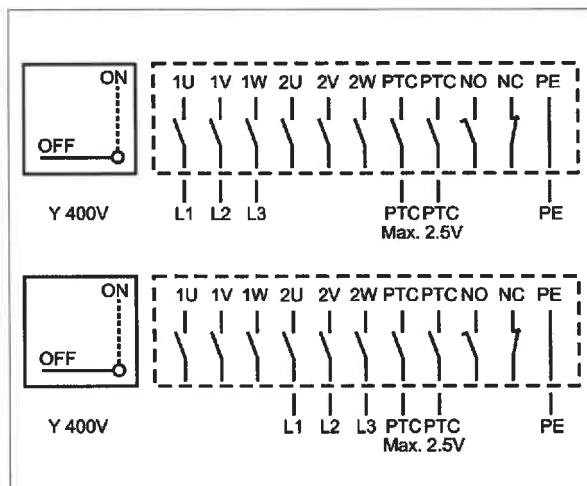 ON
OFF
Y 400V
1U 1V 1W 2U 2V 2W PTC PTC NO NC PE
L1 L2 L3 PTC PTC PE
Max. 2.5V
ON
OFF
Y 400V
1U 1V 1W 2U 2V 2W PTC PTC NO NC PE
L1 L2 L3 PTC PTC PE
Max. 2.5V